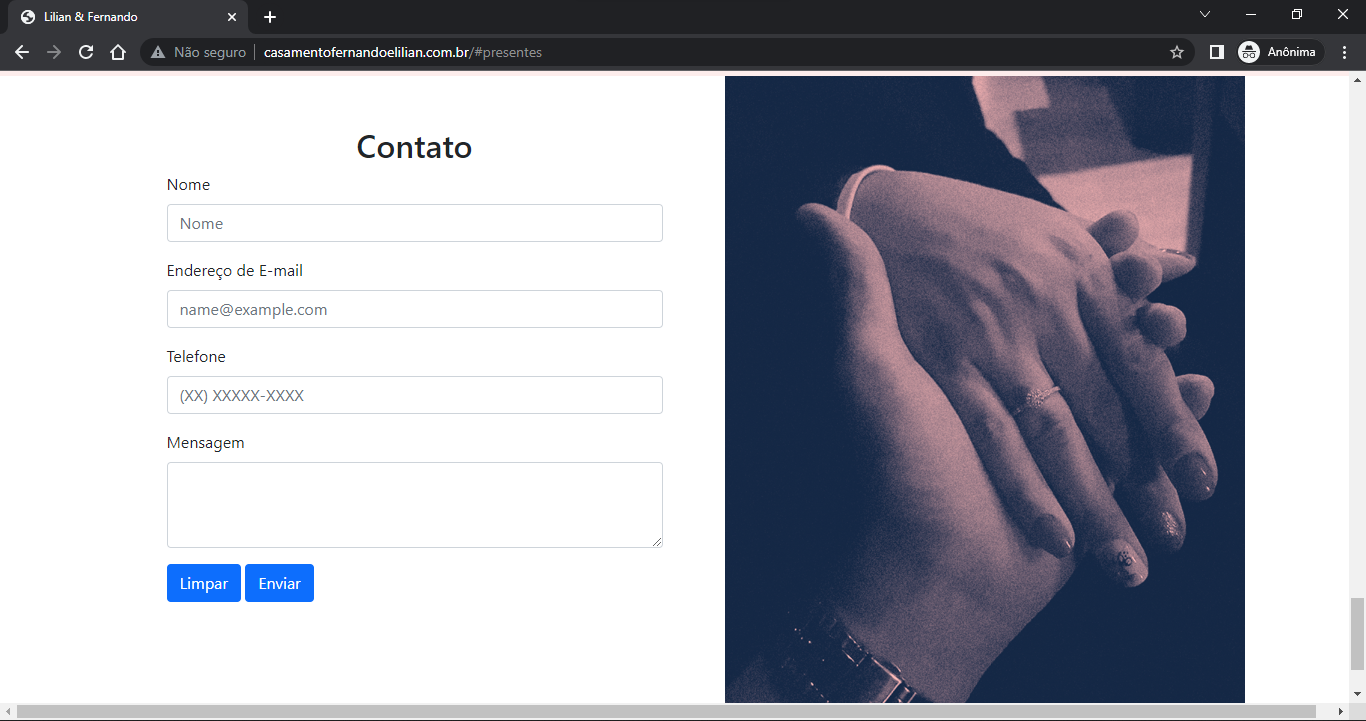 Lilian & Fernando
Não seguro
casamentofernandoelilian.com.br/#presentes
Anônima
Contato
Nome
Nome
Endereço de E-mail
name@example.com
Telefone
(XX) XXXXX-XXXX
Mensagem
Limpar Enviar